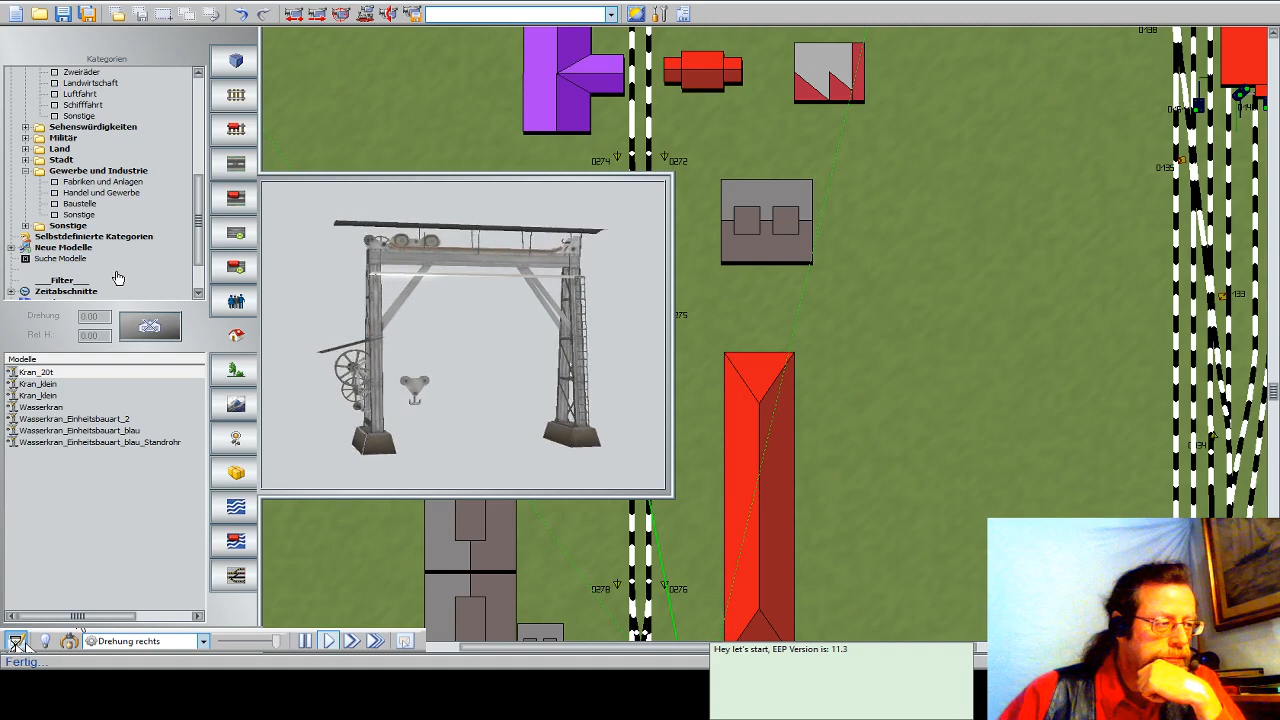 Kategorien
Zweiräder
Landwirtschaft
Luftfahrt
Schifffahrt
Sonstige
Sehenswürdigkeiten
Militär
Land
Stadt
Gewerbe und Industrie
Fabriken und Anlagen
Handel und Gewerbe
Baustelle
Sonstige
Sonstige
Selbstdefinierte Kategorien
Neue Modelle
Suche Modelle
___Filter___
Zeitabschnitte
Drehung: 0.00
Rel. H.: 0.00
Modelle
Kran_20t
Kran_klein
Kran_klein
Wasserkran
Wasserkran_Einheitsbauart_2
Wasserkran_Einheitsbauart_blau
Wasserkran_Einheitsbauart_blau_Standrohr
Drehung rechts
Fertig...
0274
0272
0278
0276
0138
0135
Hey let's start, EEP Version is: 11.3